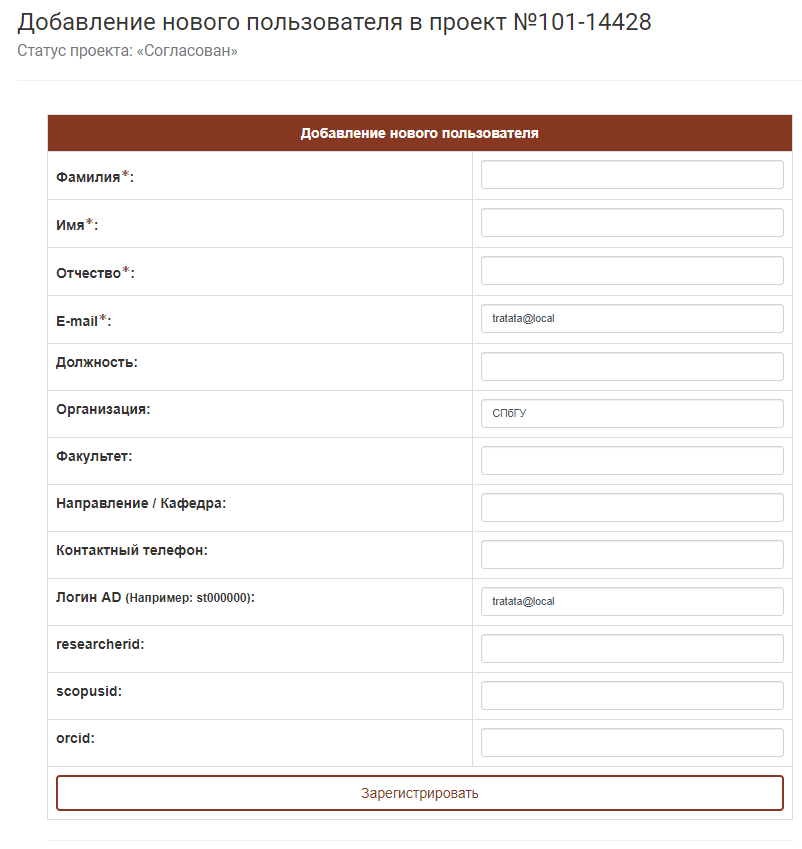 Добавление нового пользователя в проект №101-14428
Статус проекта: «Согласован»
Добавление нового пользователя
Фамилия*:
Имя*:
Отчество*:
E-mail*: tratata@local
Должность:
Организация: СПбГУ
Факультет:
Направление / Кафедра:
Контактный телефон:
Логин AD (Например: st000000): tratata@local
researcherid:
scopusid:
orcid:
Зарегистрировать